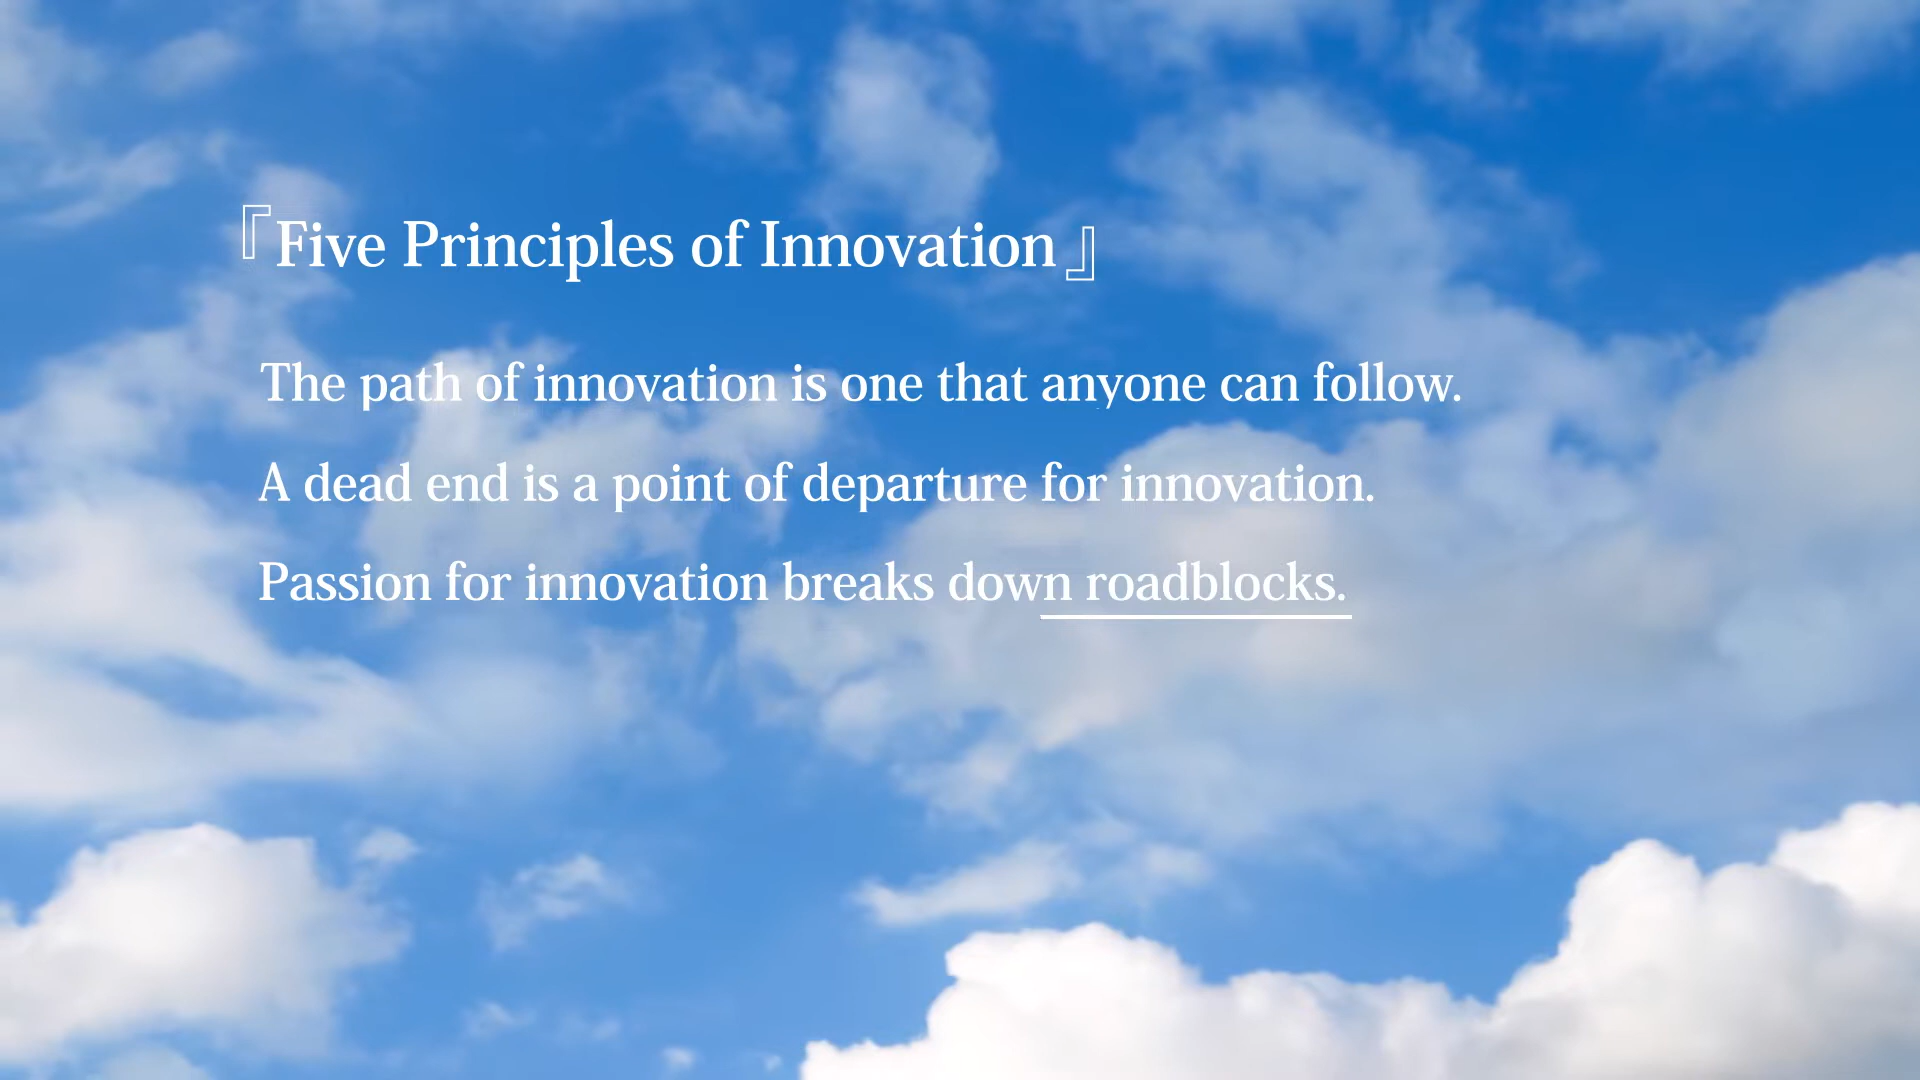 『Five Principles of Innovation』
The path of innovation is one that anyone can follow.
A dead end is a point of departure for innovation.
Passion for innovation breaks down roadblocks.